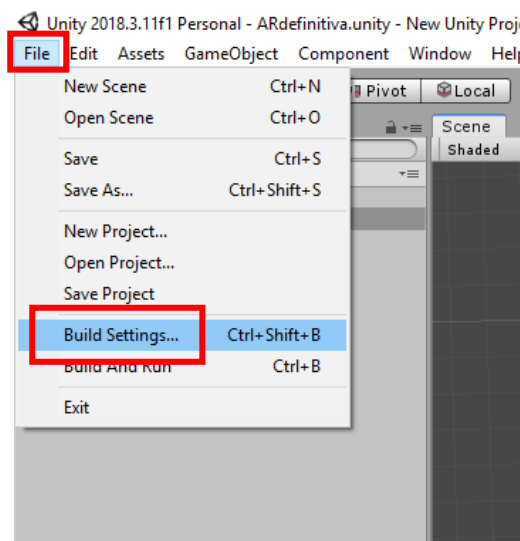 Unity 2018.3.11f1 Personal - ARdefinitiva.unity - New Unity Proj
File Edit Assets GameObject Component Window Help
New Scene Ctrl+N
Pivot Local
Open Scene Ctrl+O
Scene
Save Ctrl+S
Shaded
Save As... Ctrl+Shift+S
New Project...
Open Project...
Save Project
Build Settings... Ctrl+Shift+B
Build And Run Ctrl+B
Exit